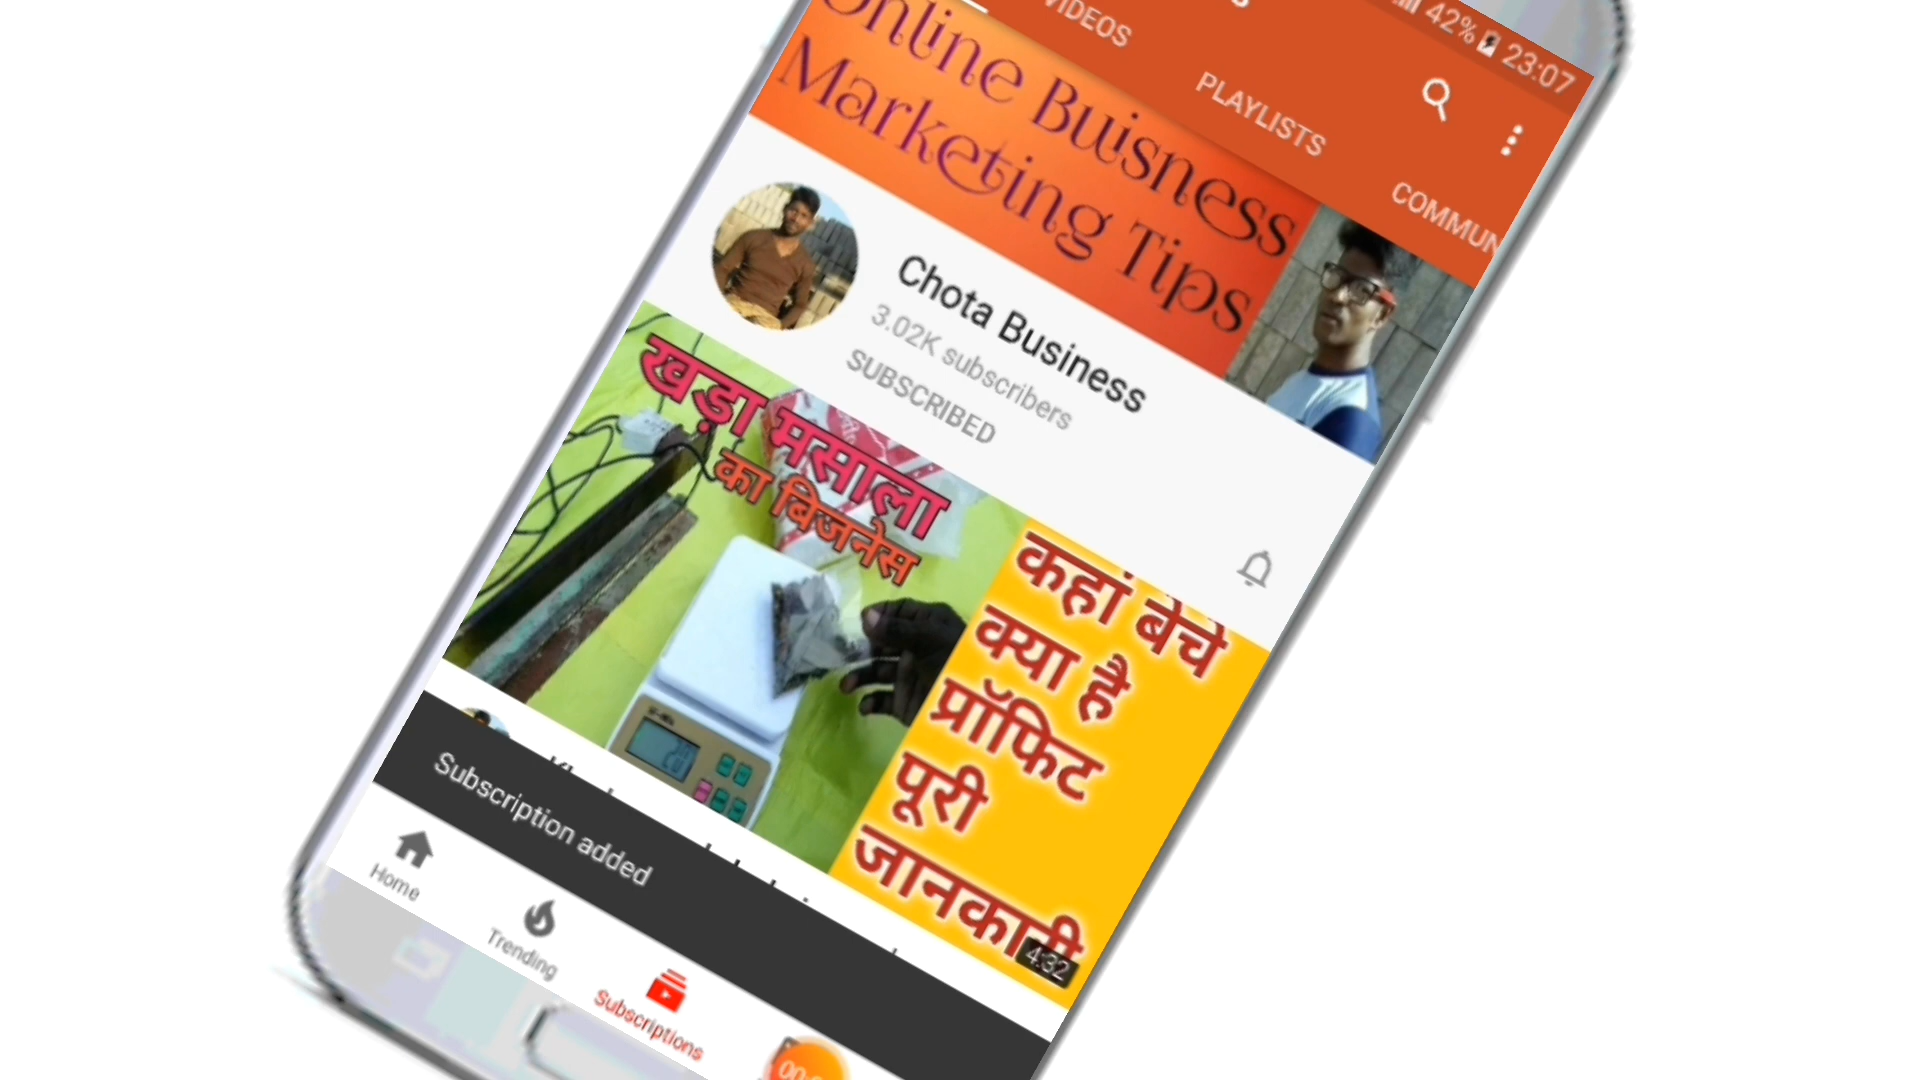 42% 23:07
VIDEOS
PLAYLISTS
COMMUN
Online Buisness
Marketing Tips
Chota Business
3.02K subscribers
SUBSCRIBED
खड़ा मसाला
का बिजनेस
कहां बेचे
क्या है
प्रॉफिट
पूरी
जानकारी
4:32
Subscription added
Home
Trending
Subscriptions